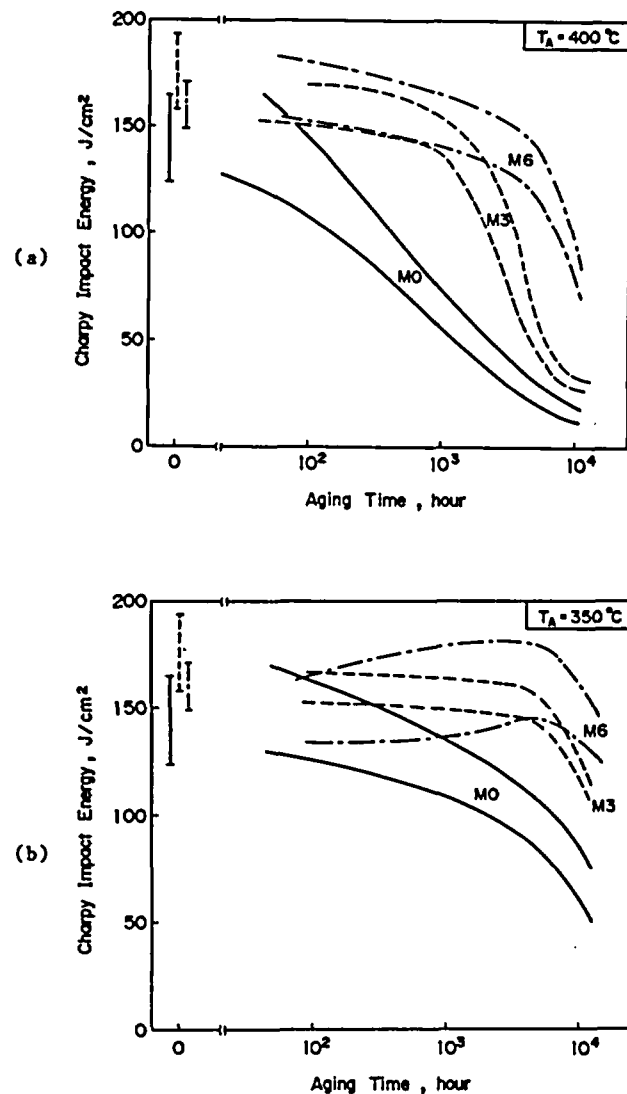 (a)
T_A = 400 °C
Charpy Impact Energy, J/cm²
200
150
100
50
0
M6
M3
M0
0
10²
10³
10⁴
Aging Time, hour
(b)
T_A = 350 °C
Charpy Impact Energy, J/cm²
200
150
100
50
0
M6
M3
M0
0
10²
10³
10⁴
Aging Time, hour